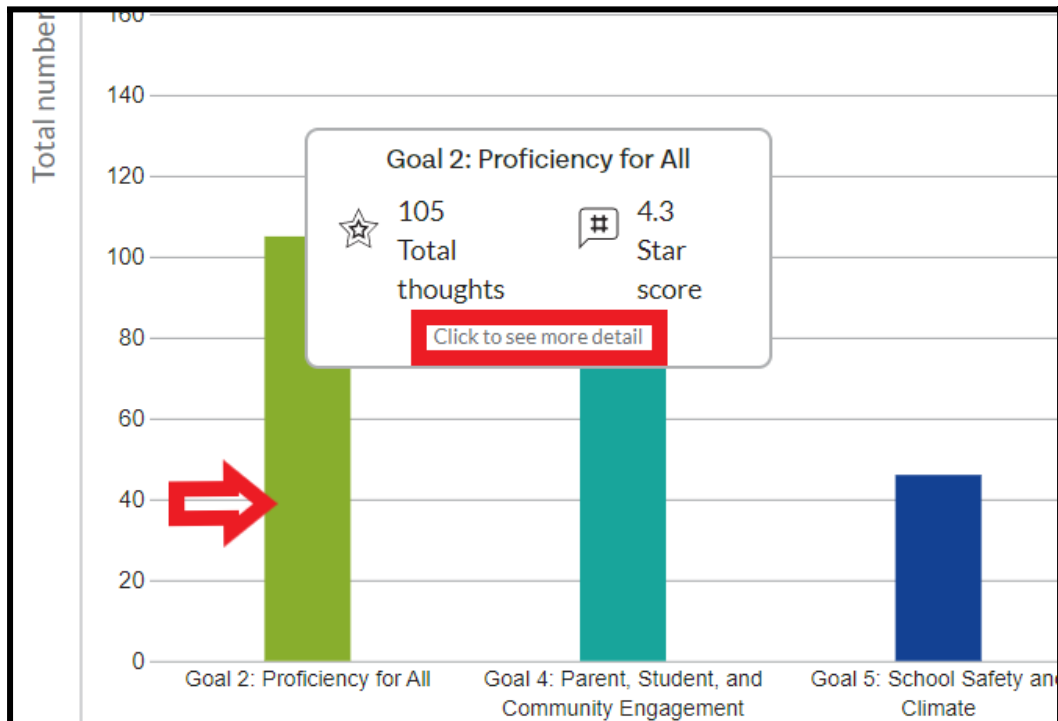 Total number
160
140
120
100
80
60
40
20
0
Goal 2: Proficiency for All
105
Total
thoughts
4.3
Star
score
Click to see more detail
Goal 2: Proficiency for All
Goal 4: Parent, Student, and
Community Engagement
Goal 5: School Safety and
Climate